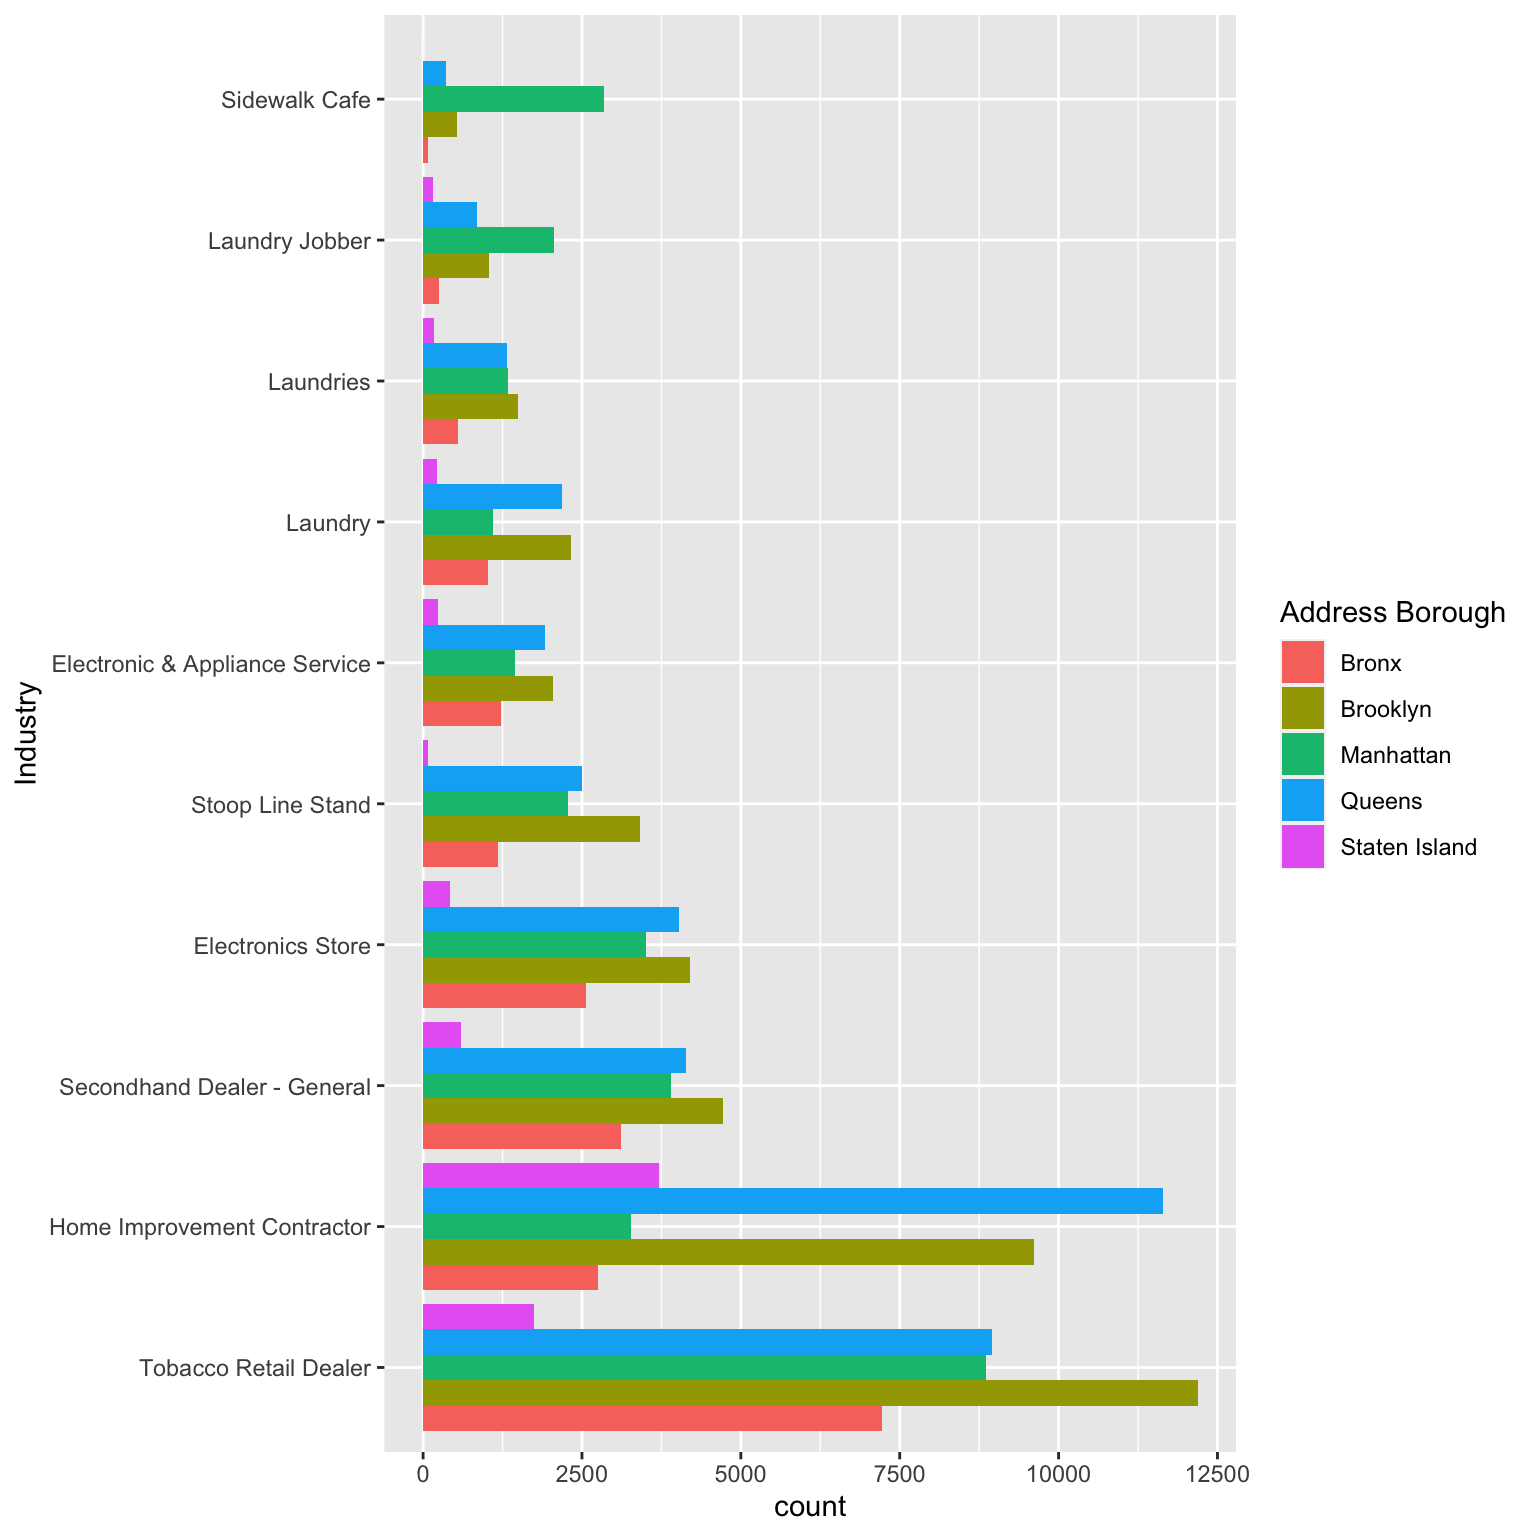 Sidewalk Cafe
Laundry Jobber
Laundries
Laundry
Electronic & Appliance Service
Stoop Line Stand
Electronics Store
Secondhand Dealer - General
Home Improvement Contractor
Tobacco Retail Dealer
Industry
0 2500 5000 7500 10000 12500
count
Address Borough
Bronx
Brooklyn
Manhattan
Queens
Staten Island